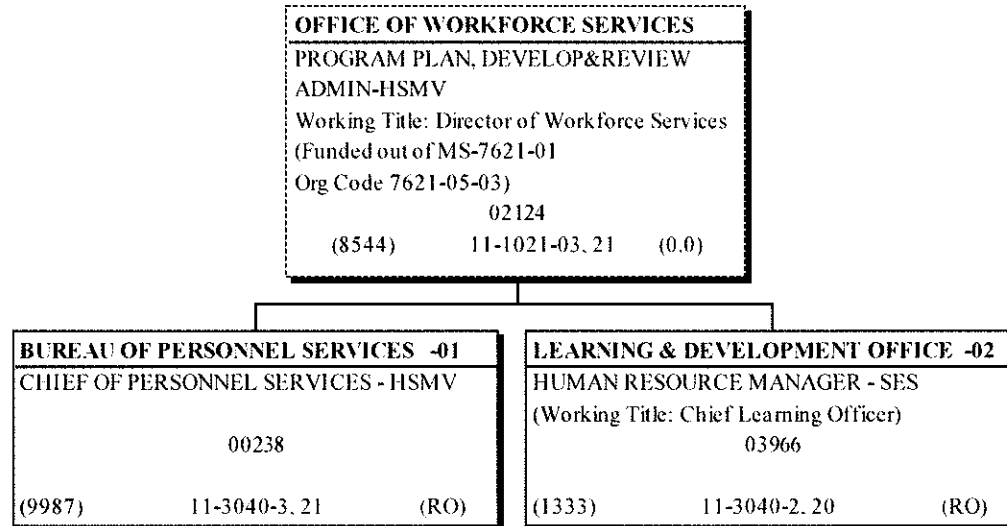 OFFICE OF WORKFORCE SERVICES
PROGRAM PLAN, DEVELOP&REVIEW
ADMIN-HSMV
Working Title: Director of Workforce Services
(Funded out of MS-7621-01
Org Code 7621-05-03)
02124
(8544) 11-1021-03, 21 (0.0)
BUREAU OF PERSONNEL SERVICES -01
CHIEF OF PERSONNEL SERVICES - HSMV
00238
(9987) 11-3040-3, 21 (RO)
LEARNING & DEVELOPMENT OFFICE -02
HUMAN RESOURCE MANAGER - SES
(Working Title: Chief Learning Officer)
03966
(1333) 11-3040-2, 20 (RO)